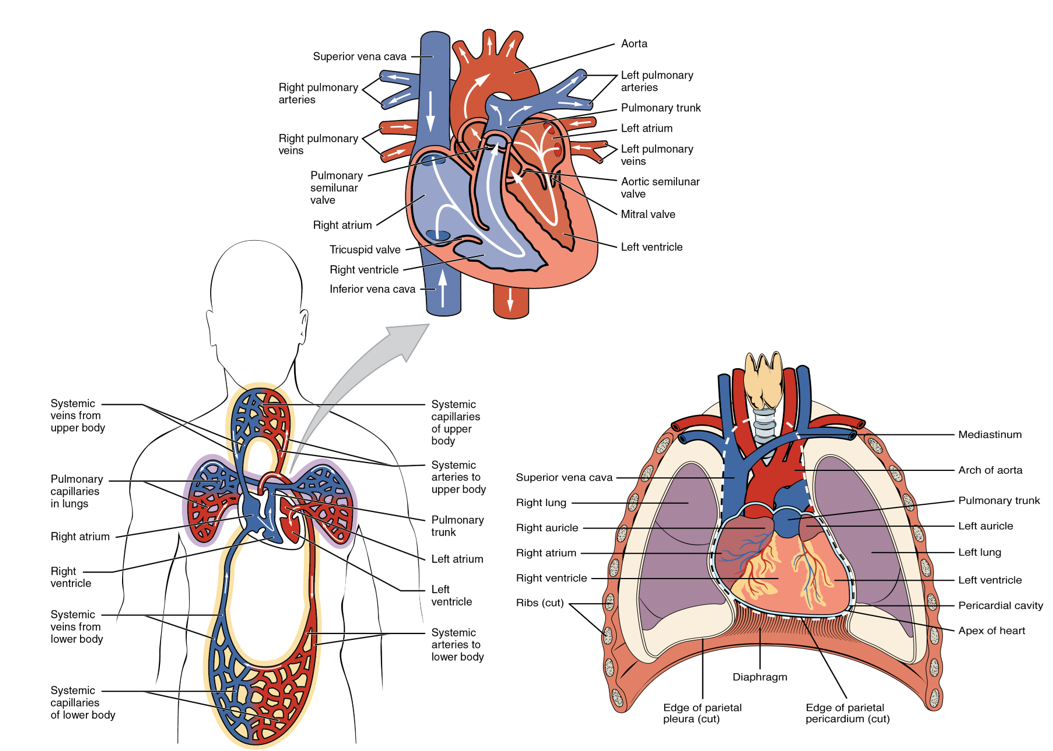 Superior vena cava
Right pulmonary
arteries
Right pulmonary
veins
Pulmonary
semilunar
valve
Right atrium
Tricuspid valve
Right ventricle
Inferior vena cava
Aorta
Left pulmonary
arteries
Pulmonary trunk
Left atrium
Left pulmonary
veins
Aortic semilunar
valve
Mitral valve
Left ventricle
Systemic
veins from
upper body
Pulmonary
capillaries
in lungs
Right atrium
Right
ventricle
Systemic
veins from
lower body
Systemic
capillaries
of lower body
Systemic
capillaries
of upper
body
Systemic
arteries to
upper body
Pulmonary
trunk
Left atrium
Left
ventricle
Systemic
arteries to
lower body
Superior vena cava
Right lung
Right auricle
Right atrium
Right ventricle
Ribs (cut)
Mediastinum
Arch of aorta
Pulmonary trunk
Left auricle
Left lung
Left ventricle
Pericardial cavity
Apex of heart
Diaphragm
Edge of parietal
pleura (cut)
Edge of parietal
pericardium (cut)